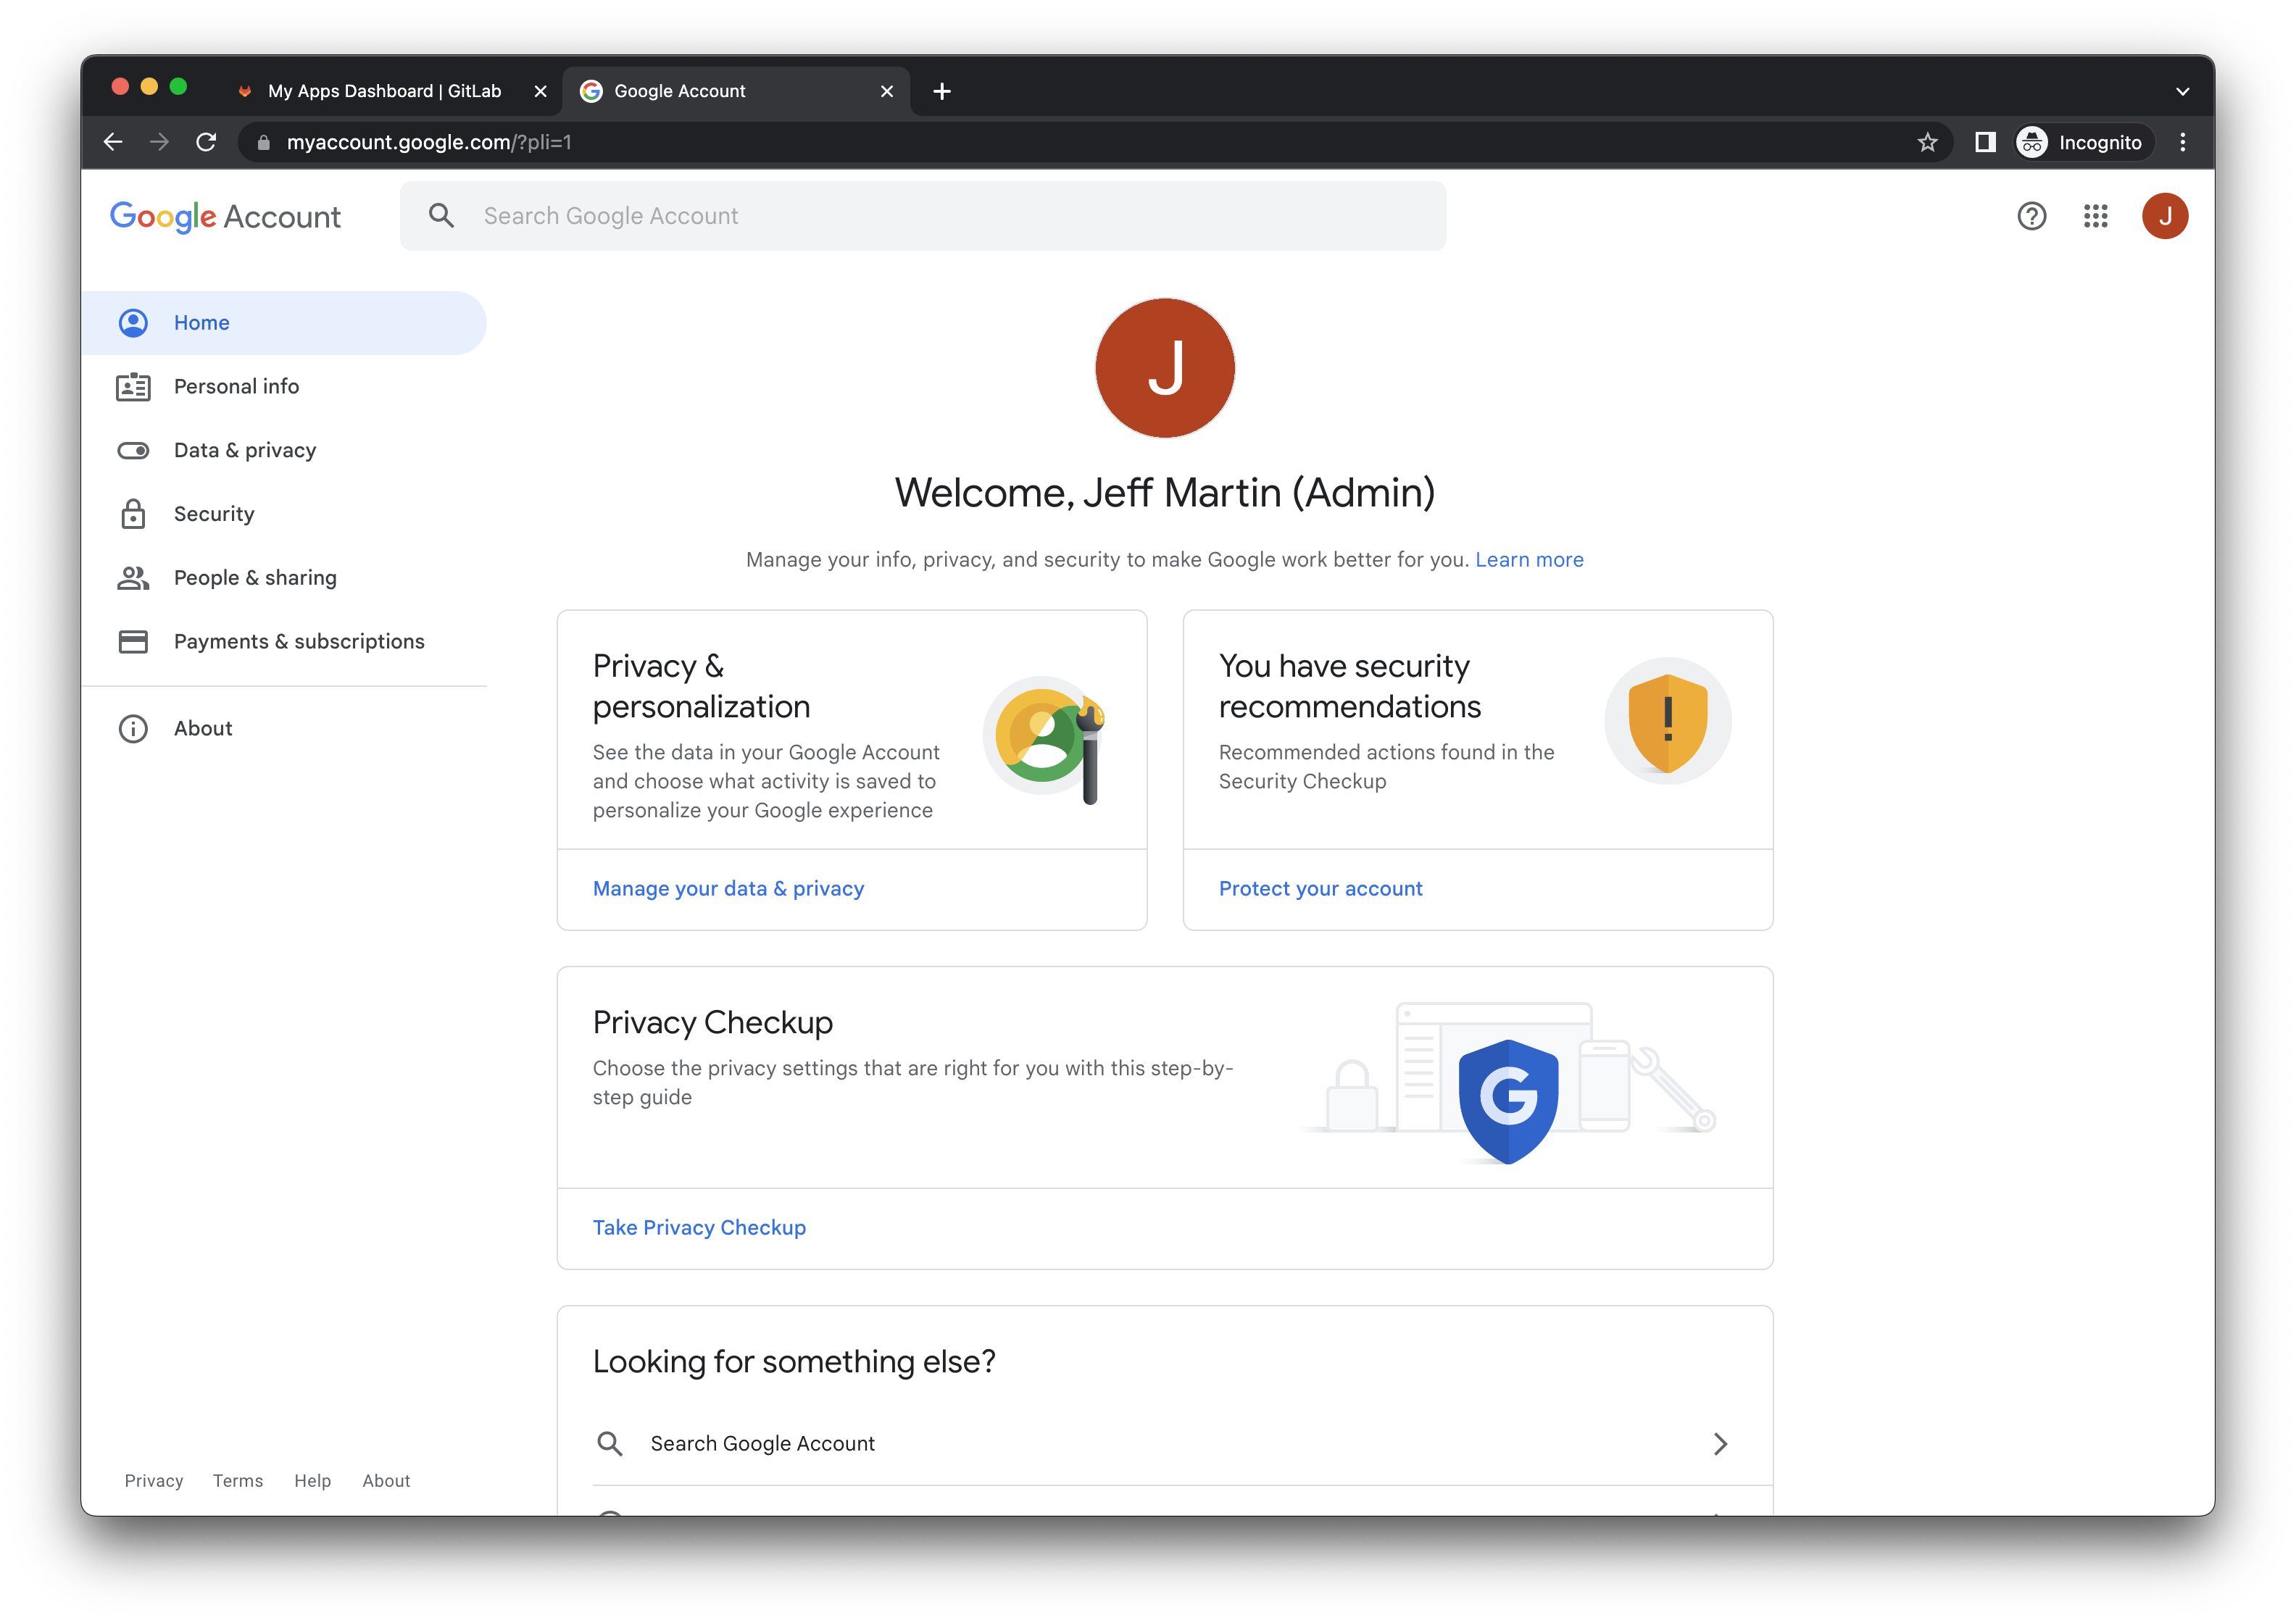 My Apps Dashboard | GitLab
Google Account
myaccount.google.com/?pli=1
Incognito
Google Account
Search Google Account
J
Home
Personal info
Data & privacy
Security
People & sharing
Payments & subscriptions
About
J
Welcome, Jeff Martin (Admin)
Manage your info, privacy, and security to make Google work better for you. Learn more
Privacy &
personalization
See the data in your Google Account
and choose what activity is saved to
personalize your Google experience
Manage your data & privacy
You have security
recommendations
Recommended actions found in the
Security Checkup
Protect your account
Privacy Checkup
Choose the privacy settings that are right for you with this step-by-
step guide
G
Take Privacy Checkup
Looking for something else?
Search Google Account
Privacy Terms Help About